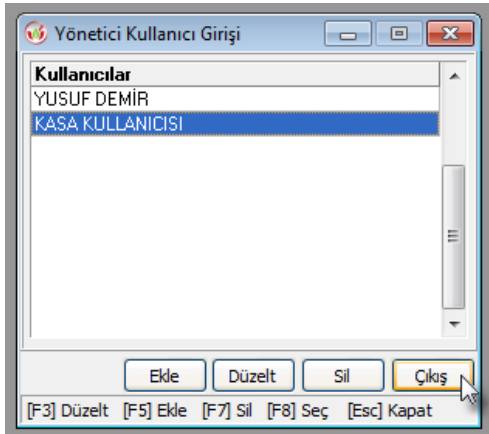 Yönetici Kullanıcı Girişi
Kullanıcılar
YUSUF DEMİR
KASA KULLANICISI
Ekle Düzelt Sil Çıkış
[F3] Düzelt [F5] Ekle [F7] Sil [F8] Seç [Esc] Kapat